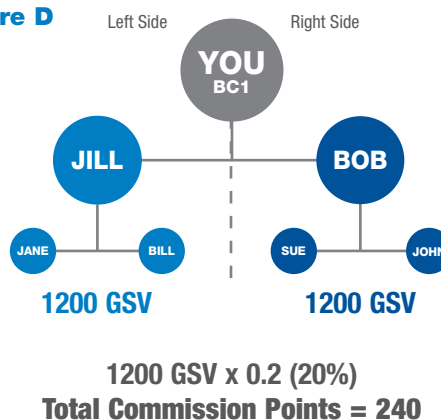 re D
Left Side
Right Side
YOU
BC1
JILL
BOB
JANE
BILL
SUE
JOHN
1200 GSV
1200 GSV
1200 GSV x 0.2 (20%)
Total Commission Points = 240